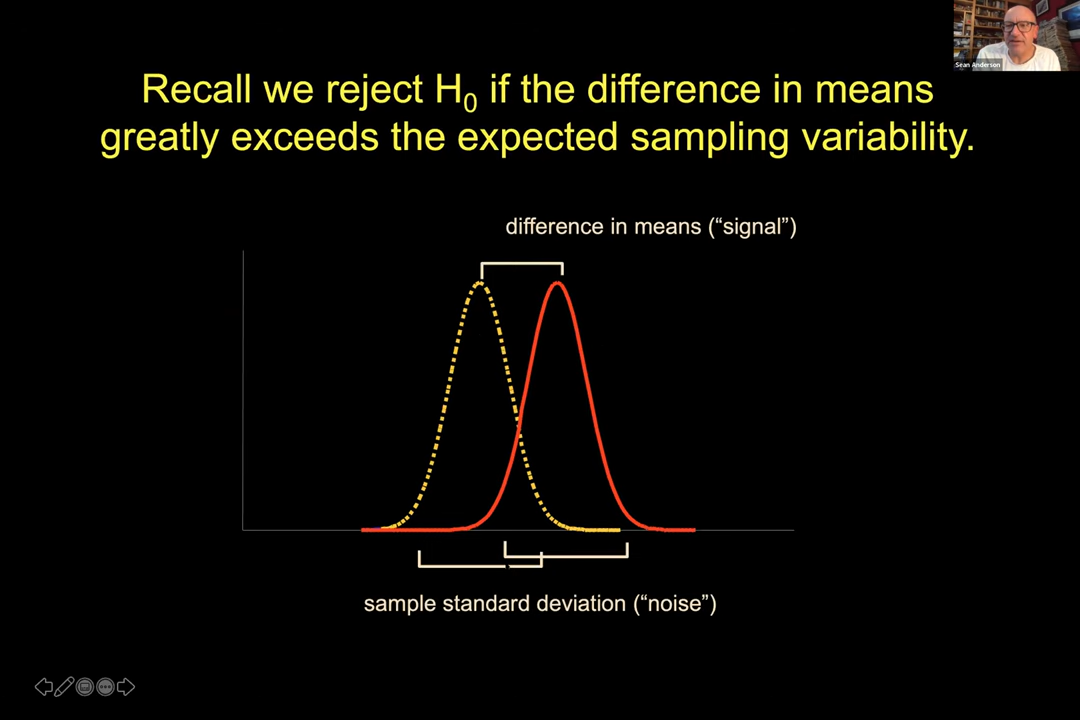 Recall we reject H₀ if the difference in means
greatly exceeds the expected sampling variability.
difference in means (“signal”)
sample standard deviation (“noise”)
Sean Anderson